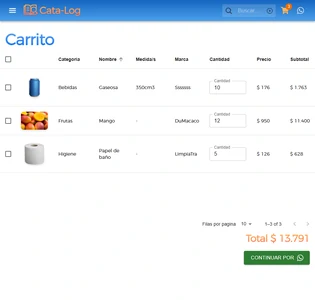 Cata-Log
Buscar...
Carrito
Categoria Nombre ↑ Medida/s Marca Cantidad Precio Subtotal
Bebidas Gaseosa 350cm3 Sssssss Cantidad 10 $ 176 $ 1.763
Frutas Mango - DuMacaco Cantidad 12 $ 950 $ 11.400
Higiene Papel de baño - LimpiaTra Cantidad 5 $ 126 $ 628
Filas por pagina 10 1–3 of 3
Total $ 13.791
CONTINUAR POR